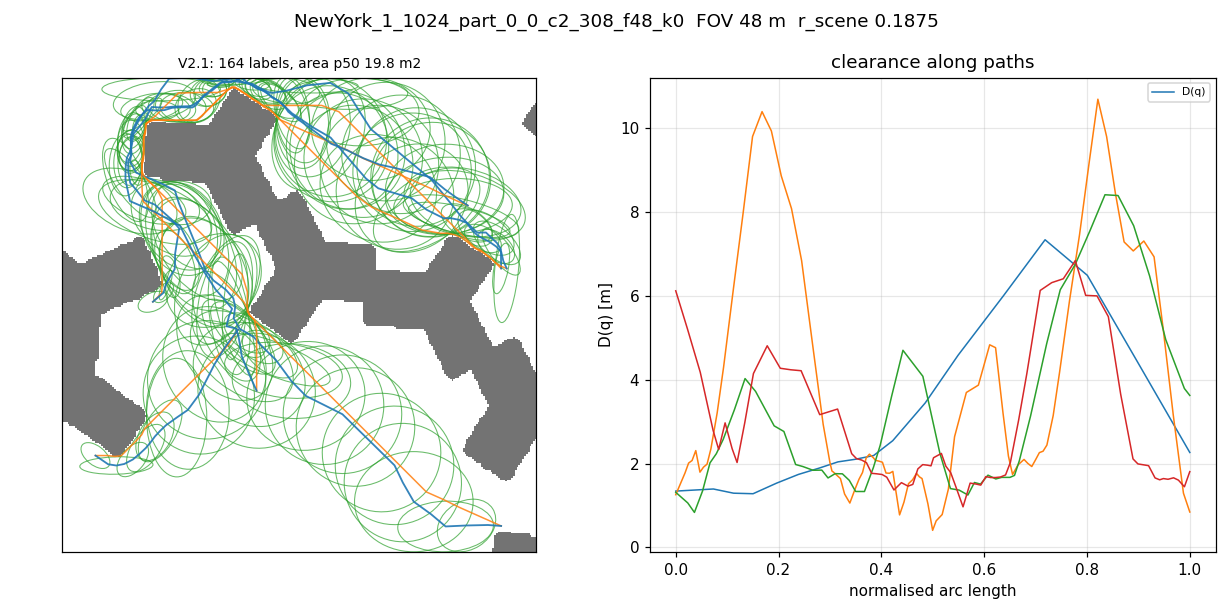 NewYork_1_1024_part_0_0_c2_308_f48_k0 FOV 48 m r_scene 0.1875
V2.1: 164 labels, area p50 19.8 m2
clearance along paths
D(q)
10
8
6
4
2
0
D(q) [m]
0.0 0.2 0.4 0.6 0.8 1.0
normalised arc length